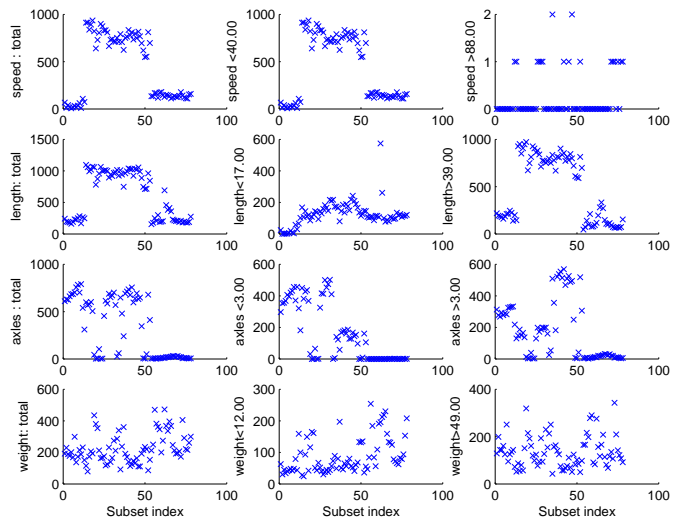 speed : total
1000
500
0
0 50 100
speed <40.00
1000
500
0
0 50 100
speed >88.00
2
1
0
0 50 100
length: total
1500
1000
500
0
0 50 100
length<17.00
600
400
200
0
0 50 100
length>39.00
1000
500
0
0 50 100
axles : total
1000
500
0
0 50 100
axles <3.00
600
400
200
0
0 50 100
axles >3.00
600
400
200
0
0 50 100
weight: total
600
400
200
0
0 50 100
Subset index
weight<12.00
300
200
100
0
0 50 100
Subset index
weight>49.00
400
200
0
0 50 100
Subset index